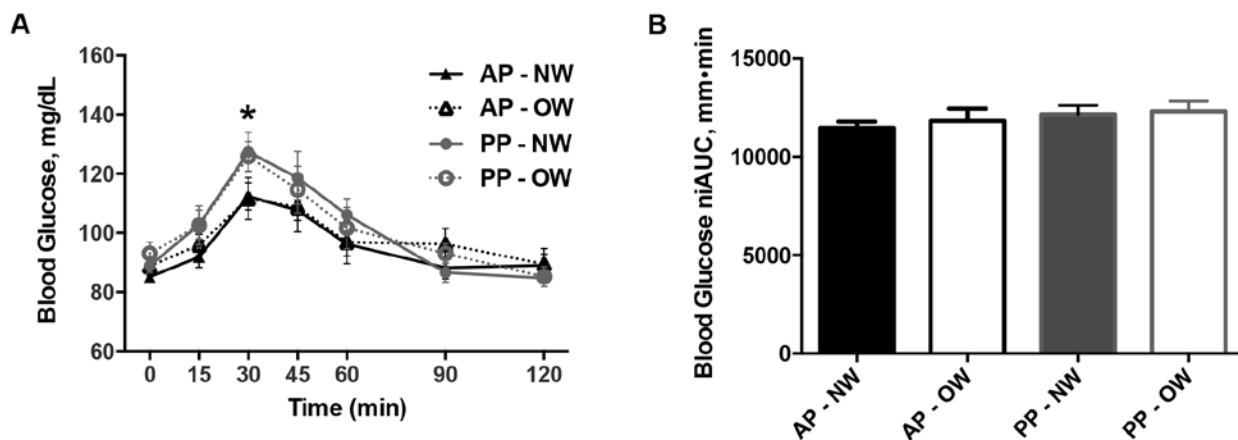 A
Blood Glucose, mg/dL
160
140
120
100
80
60
*
AP - NW
AP - OW
PP - NW
PP - OW
0 15 30 45 60 90 120
Time (min)
B
Blood Glucose niAUC, mm•min
15000
10000
5000
0
AP - NW
AP - OW
PP - NW
PP - OW